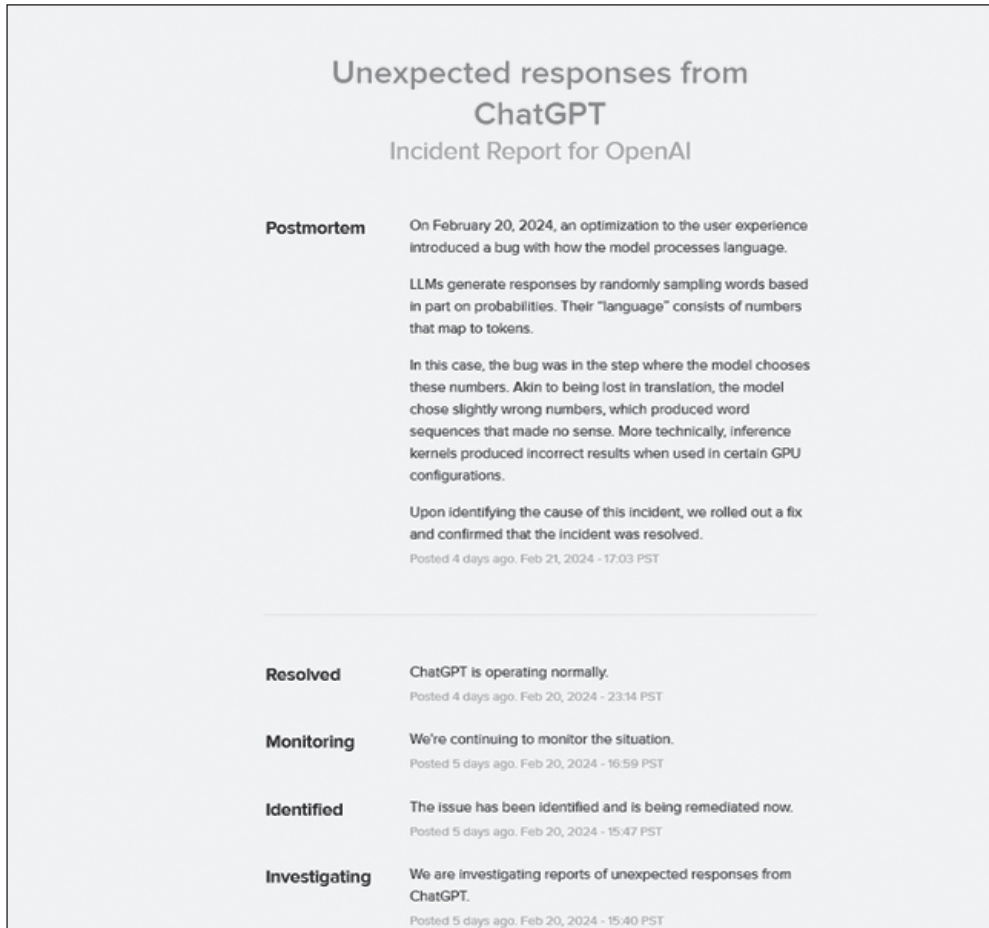 Unexpected responses from
ChatGPT
Incident Report for OpenAI
Postmortem
On February 20, 2024, an optimization to the user experience
introduced a bug with how the model processes language.
LLMs generate responses by randomly sampling words based
in part on probabilities. Their “language” consists of numbers
that map to tokens.
In this case, the bug was in the step where the model chooses
these numbers. Akin to being lost in translation, the model
chose slightly wrong numbers, which produced word
sequences that made no sense. More technically, inference
kernels produced incorrect results when used in certain GPU
configurations.
Upon identifying the cause of this incident, we rolled out a fix
and confirmed that the incident was resolved.
Posted 4 days ago. Feb 21, 2024 - 17:03 PST
Resolved
ChatGPT is operating normally.
Posted 4 days ago. Feb 20, 2024 - 23:14 PST
Monitoring
We're continuing to monitor the situation.
Posted 5 days ago. Feb 20, 2024 - 16:59 PST
Identified
The issue has been identified and is being remediated now.
Posted 5 days ago. Feb 20, 2024 - 15:47 PST
Investigating
We are investigating reports of unexpected responses from
ChatGPT.
Posted 5 days ago. Feb 20, 2024 - 15:40 PST